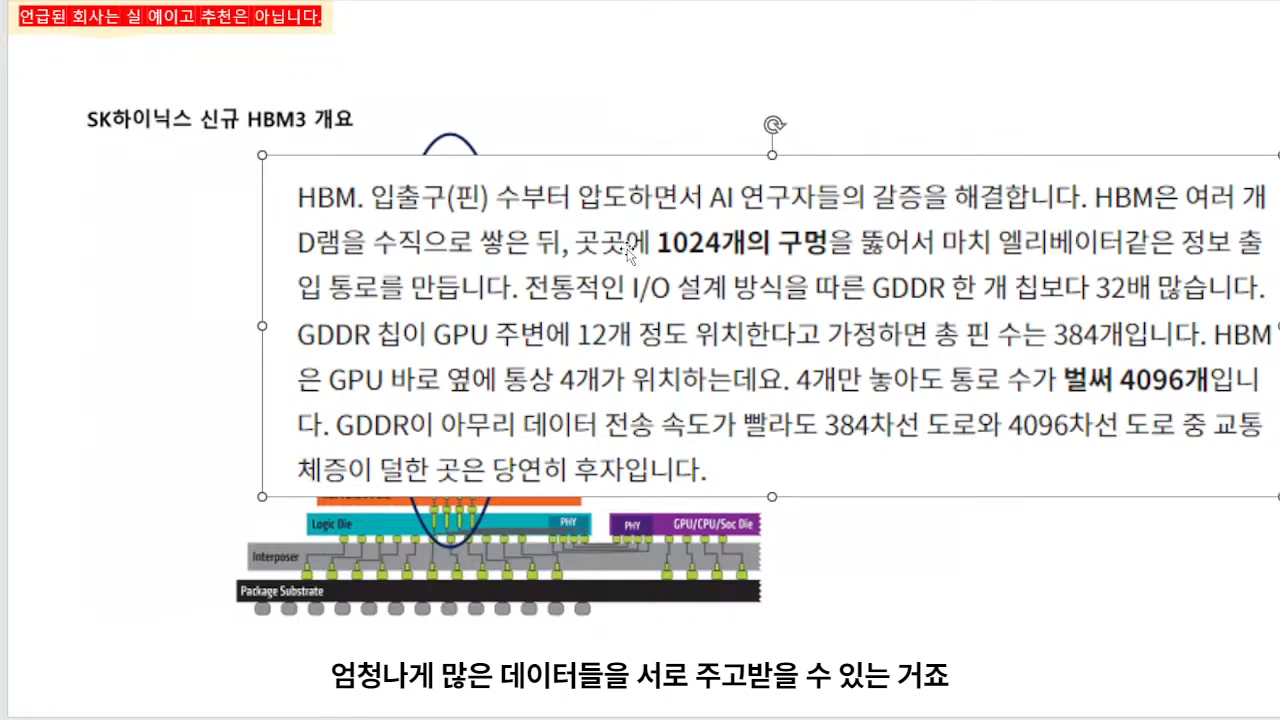 언급된 회사는 실 예이고 추천은 아닙니다.
SK하이닉스 신규 HBM3 개요
HBM. 입출구(핀) 수부터 압도하면서 AI 연구자들의 갈증을 해결합니다. HBM은 여러 개
D램을 수직으로 쌓은 뒤, 곳곳에 1024개의 구멍을 뚫어서 마치 엘리베이터같은 정보 출
입 통로를 만듭니다. 전통적인 I/O 설계 방식을 따른 GDDR 한 개 칩보다 32배 많습니다.
GDDR 칩이 GPU 주변에 12개 정도 위치한다고 가정하면 총 핀 수는 384개입니다. HBM
은 GPU 바로 옆에 통상 4개가 위치하는데요. 4개만 놓아도 통로 수가 벌써 4096개입니
다. GDDR이 아무리 데이터 전송 속도가 빨라도 384차선 도로와 4096차선 도로 중 교통
체증이 덜한 곳은 당연히 후자입니다.
Logic Die PHY PHY GPU/CPU/Soc Die
Interposer
Package Substrate
엄청나게 많은 데이터들을 서로 주고받을 수 있는 거죠